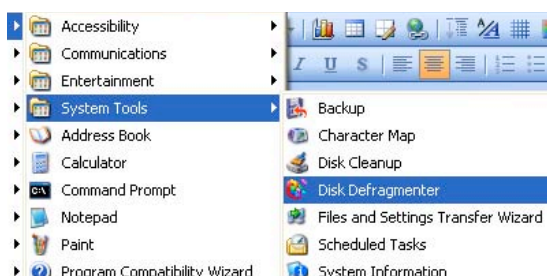 Accessibility
Communications
Entertainment
System Tools
Address Book
Calculator
Command Prompt
Notepad
Paint
Program Compatibility Wizard
I U S
Backup
Character Map
Disk Cleanup
Disk Defragmenter
Files and Settings Transfer Wizard
Scheduled Tasks
System Information